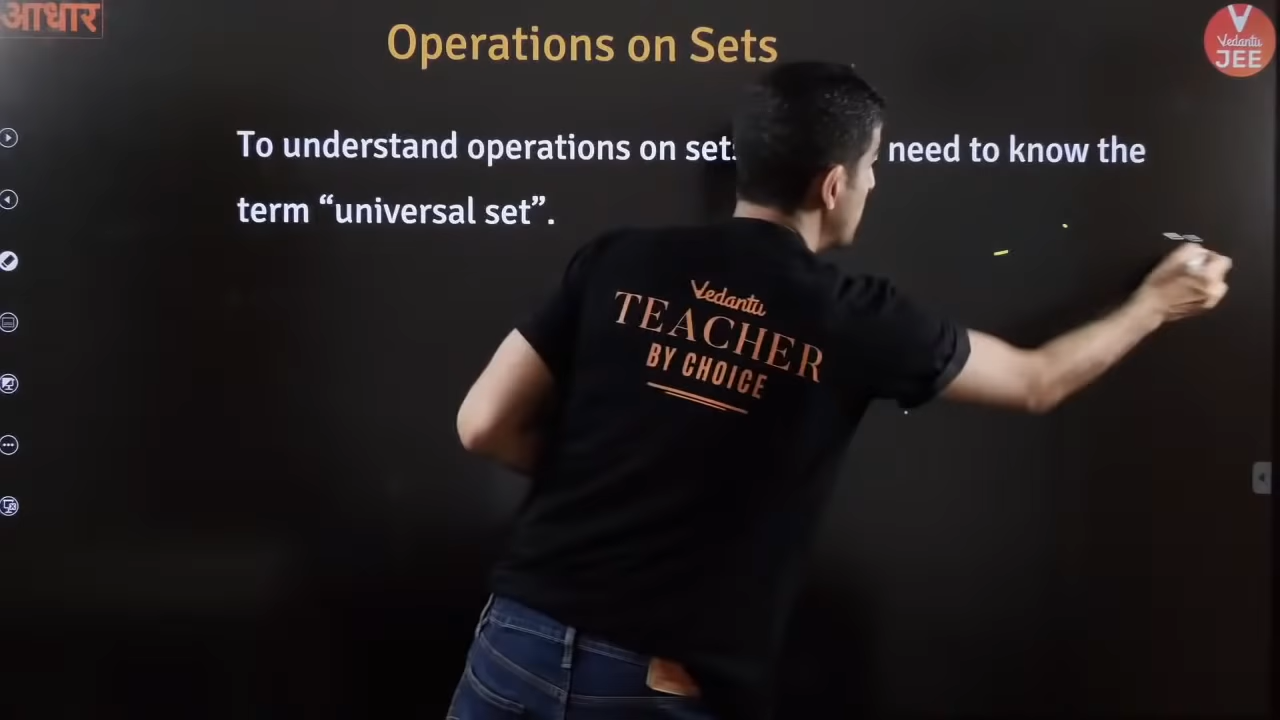 आधार
Operations on Sets
Vedantu
JEE
To understand operations on sets need to know the
term “universal set”.
Vedantu
TEACHER
BY CHOICE